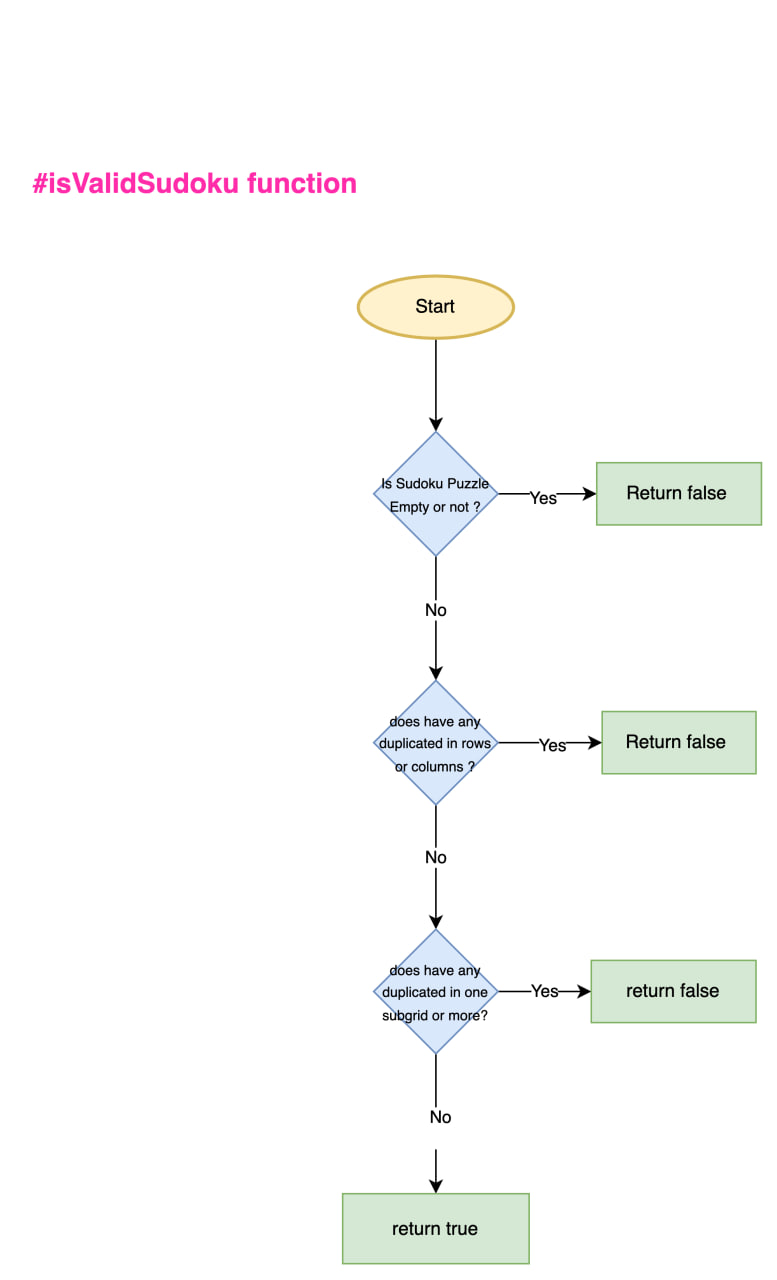 #isValidSudoku function
Start
Is Sudoku Puzzle
Empty or not ?
Yes
Return false
No
does have any
duplicated in rows
or columns ?
Yes
Return false
No
does have any
duplicated in one
subgrid or more?
Yes
return false
No
return true